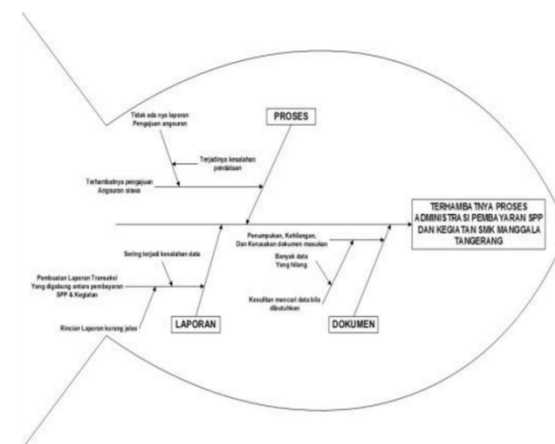 Tidak ada nya laporan
Pengajuan angsuran
PROSES
Terjadinya kesalahan
pendataan
Terhambatnya pengajuan
Angsuran siswa
TERHAMBATNYA PROSES
ADMINISTRASI PEMBAYARAN SPP
DAN KEGIATAN SMK MANGGALA
TANGERANG
Penumpukan, Kehilangan,
Dan Kerusakan dokumen masukan
Sering terjadi kesalahan data
Banyak data
Yang hilang
Pembuatan Laporan Transaksi
Yang digabung antara pembayaran
SPP & Kegiatan
Kesulitan mencari data bila
dibutuhkan
Rincian Laporan kurang jelas
LAPORAN
DOKUMEN